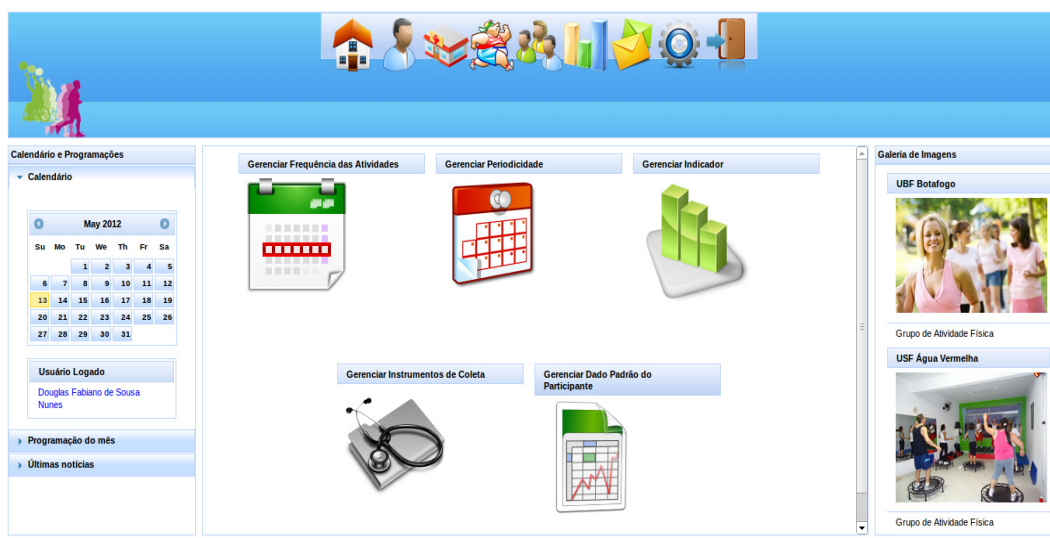 Calendário e Programações
Calendário
May 2012
Su Mo Tu We Th Fr Sa
1 2 3 4 5
6 7 8 9 10 11 12
13 14 15 16 17 18 19
20 21 22 23 24 25 26
27 28 29 30 31
Usuário Logado
Douglas Fabiano de Sousa
Nunes
Programação do mês
Últimas notícias
Gerenciar Frequência das Atividades
Gerenciar Periodicidade
Gerenciar Indicador
Gerenciar Instrumentos de Coleta
Gerenciar Dado Padrão do
Participante
Galeria de Imagens
UBF Botafogo
Grupo de Atividade Física
USF Água Vermelha
Grupo de Atividade Física